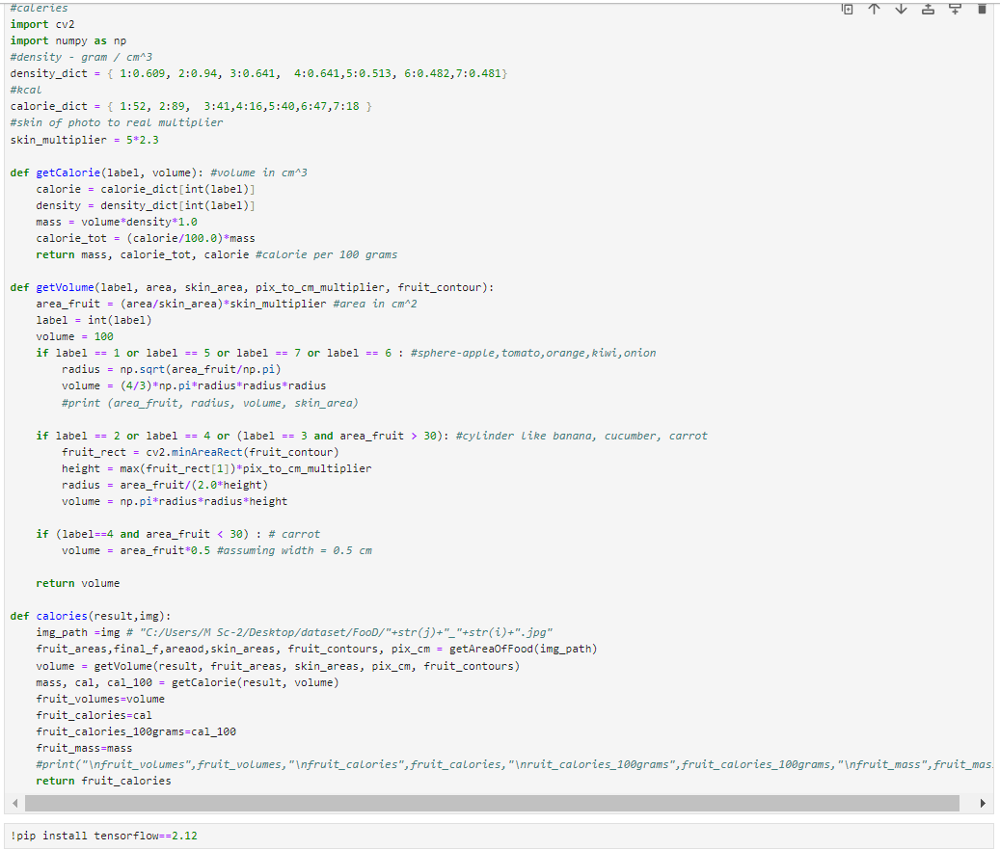 #caleries
import cv2
import numpy as np
#density - gram / cm^3
density_dict = { 1:0.609, 2:0.94, 3:0.641,  4:0.641,5:0.513, 6:0.482,7:0.481}
#kcal
calorie_dict = { 1:52, 2:89,  3:41,4:16,5:40,6:47,7:18 }
#skin of photo to real multiplier
skin_multiplier = 5*2.3
def getCalorie(label, volume): #volume in cm^3
    calorie = calorie_dict[int(label)]
    density = density_dict[int(label)]
    mass = volume*density*1.0
    calorie_tot = (calorie/100.0)*mass
    return mass, calorie_tot, calorie #calorie per 100 grams
def getVolume(label, area, skin_area, pix_to_cm_multiplier, fruit_contour):
    area_fruit = (area/skin_area)*skin_multiplier #area in cm^2
    label = int(label)
    volume = 100
    if label == 1 or label == 5 or label == 7 or label == 6 : #sphere-apple,tomato,orange,kiwi,onion
        radius = np.sqrt(area_fruit/np.pi)
        volume = (4/3)*np.pi*radius*radius*radius
        #print (area_fruit, radius, volume, skin_area)
    if label == 2 or label == 4 or (label == 3 and area_fruit > 30): #cylinder like banana, cucumber, carrot
        fruit_rect = cv2.minAreaRect(fruit_contour)
        height = max(fruit_rect[1])*pix_to_cm_multiplier
        radius = area_fruit/(2.0*height)
        volume = np.pi*radius*radius*height
    if (label==4 and area_fruit < 30) : # carrot
        volume = area_fruit*0.5 #assuming width = 0.5 cm
    return volume
def calories(result,img):
    img_path =img # "C:/Users/M Sc-2/Desktop/dataset/FooD/"+str(j)+"_"+str(i)+".jpg"
    fruit_areas,final_f,areaod,skin_areas, fruit_contours, pix_cm = getAreaOfFood(img_path)
    volume = getVolume(result, fruit_areas, skin_areas, pix_cm, fruit_contours)
    mass, cal, cal_100 = getCalorie(result, volume)
    fruit_volumes=volume
    fruit_calories=cal
    fruit_calories_100grams=cal_100
    fruit_mass=mass
    #print("\nfruit_volumes",fruit_volumes,"\nfruit_calories",fruit_calories,"\nruit_calories_100grams",fruit_calories_100grams,"\nfruit_mass",fruit_mas
    return fruit_calories
!pip install tensorflow==2.12